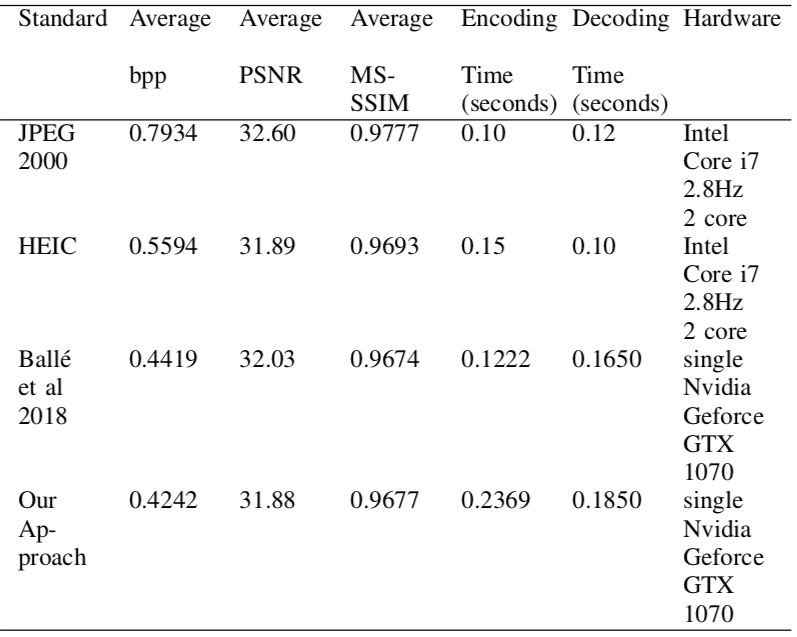 Standard Average Average Average Encoding Decoding Hardware
bpp PSNR MS- Time Time
SSIM (seconds) (seconds)
JPEG 0.7934 32.60 0.9777 0.10 0.12 Intel
2000 Core i7
2.8Hz
2 core
HEIC 0.5594 31.89 0.9693 0.15 0.10 Intel
Core i7
2.8Hz
2 core
Ballé 0.4419 32.03 0.9674 0.1222 0.1650 single
et al Nvidia
2018 Geforce
GTX
1070
Our 0.4242 31.88 0.9677 0.2369 0.1850 single
Ap- Nvidia
proach Geforce
GTX
1070